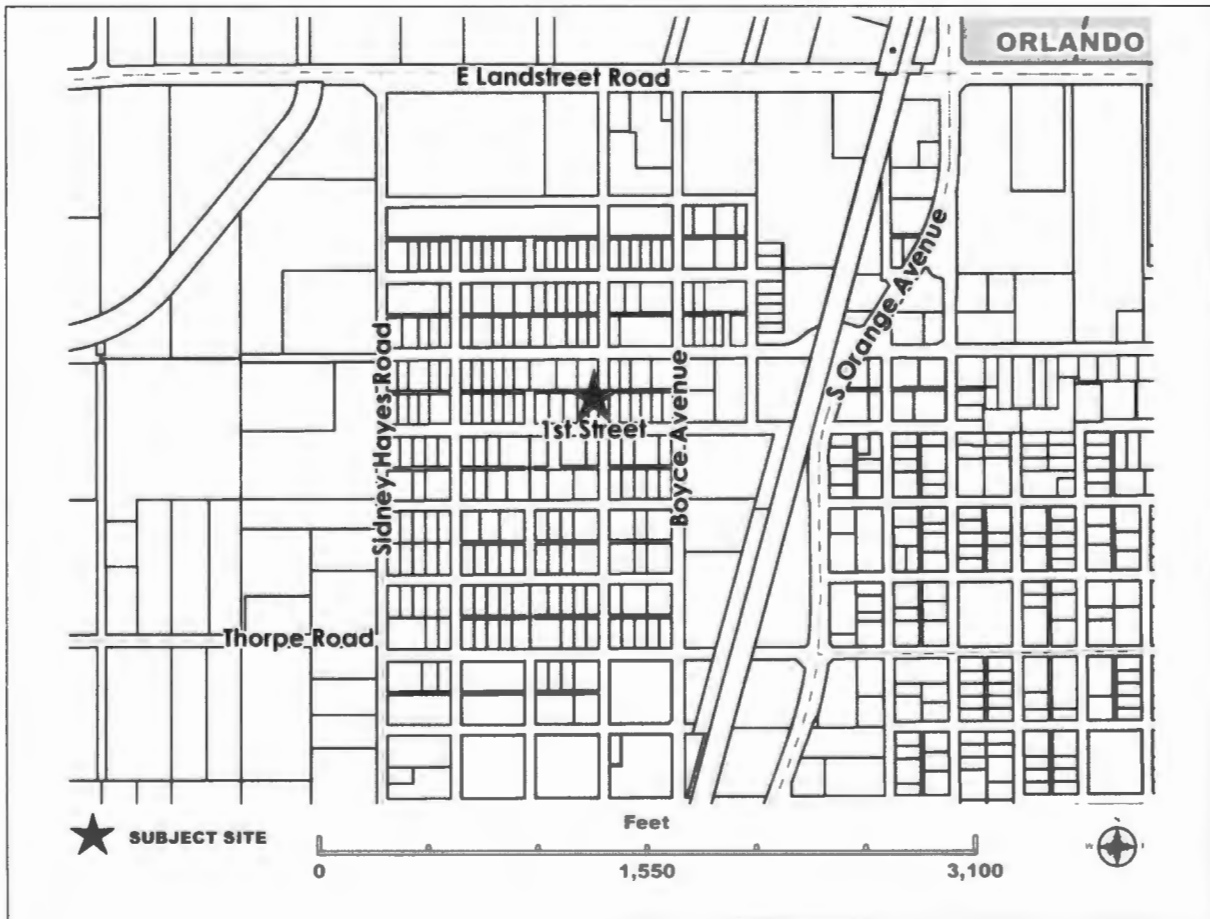 ORLANDO
E Landstreet Road
S Orange Avenue
Sidney Hayes Road
Boyce Avenue
1st Street
Thorpe Road
SUBJECT SITE
Feet
0
1,550
3,100